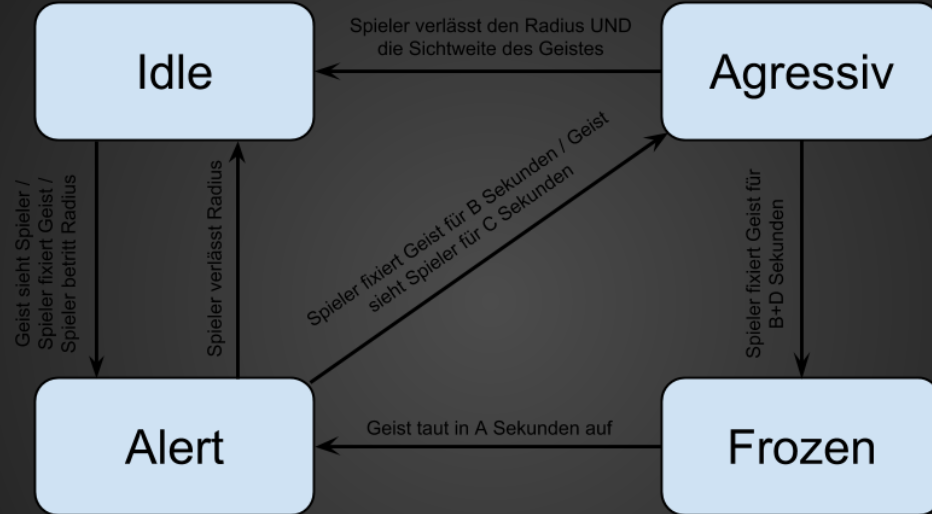 Spieler verlässt den Radius UND
die Sichtweite des Geistes
Idle
Agressiv
Geist sieht Spieler /
Spieler fixiert Geist /
Spieler betritt Radius
Spieler verlässt Radius
Spieler fixiert Geist für B Sekunden / Geist
sieht Spieler für C Sekunden
Spieler fixiert Geist für
B+D Sekunden
Alert
Geist taut in A Sekunden auf
Frozen